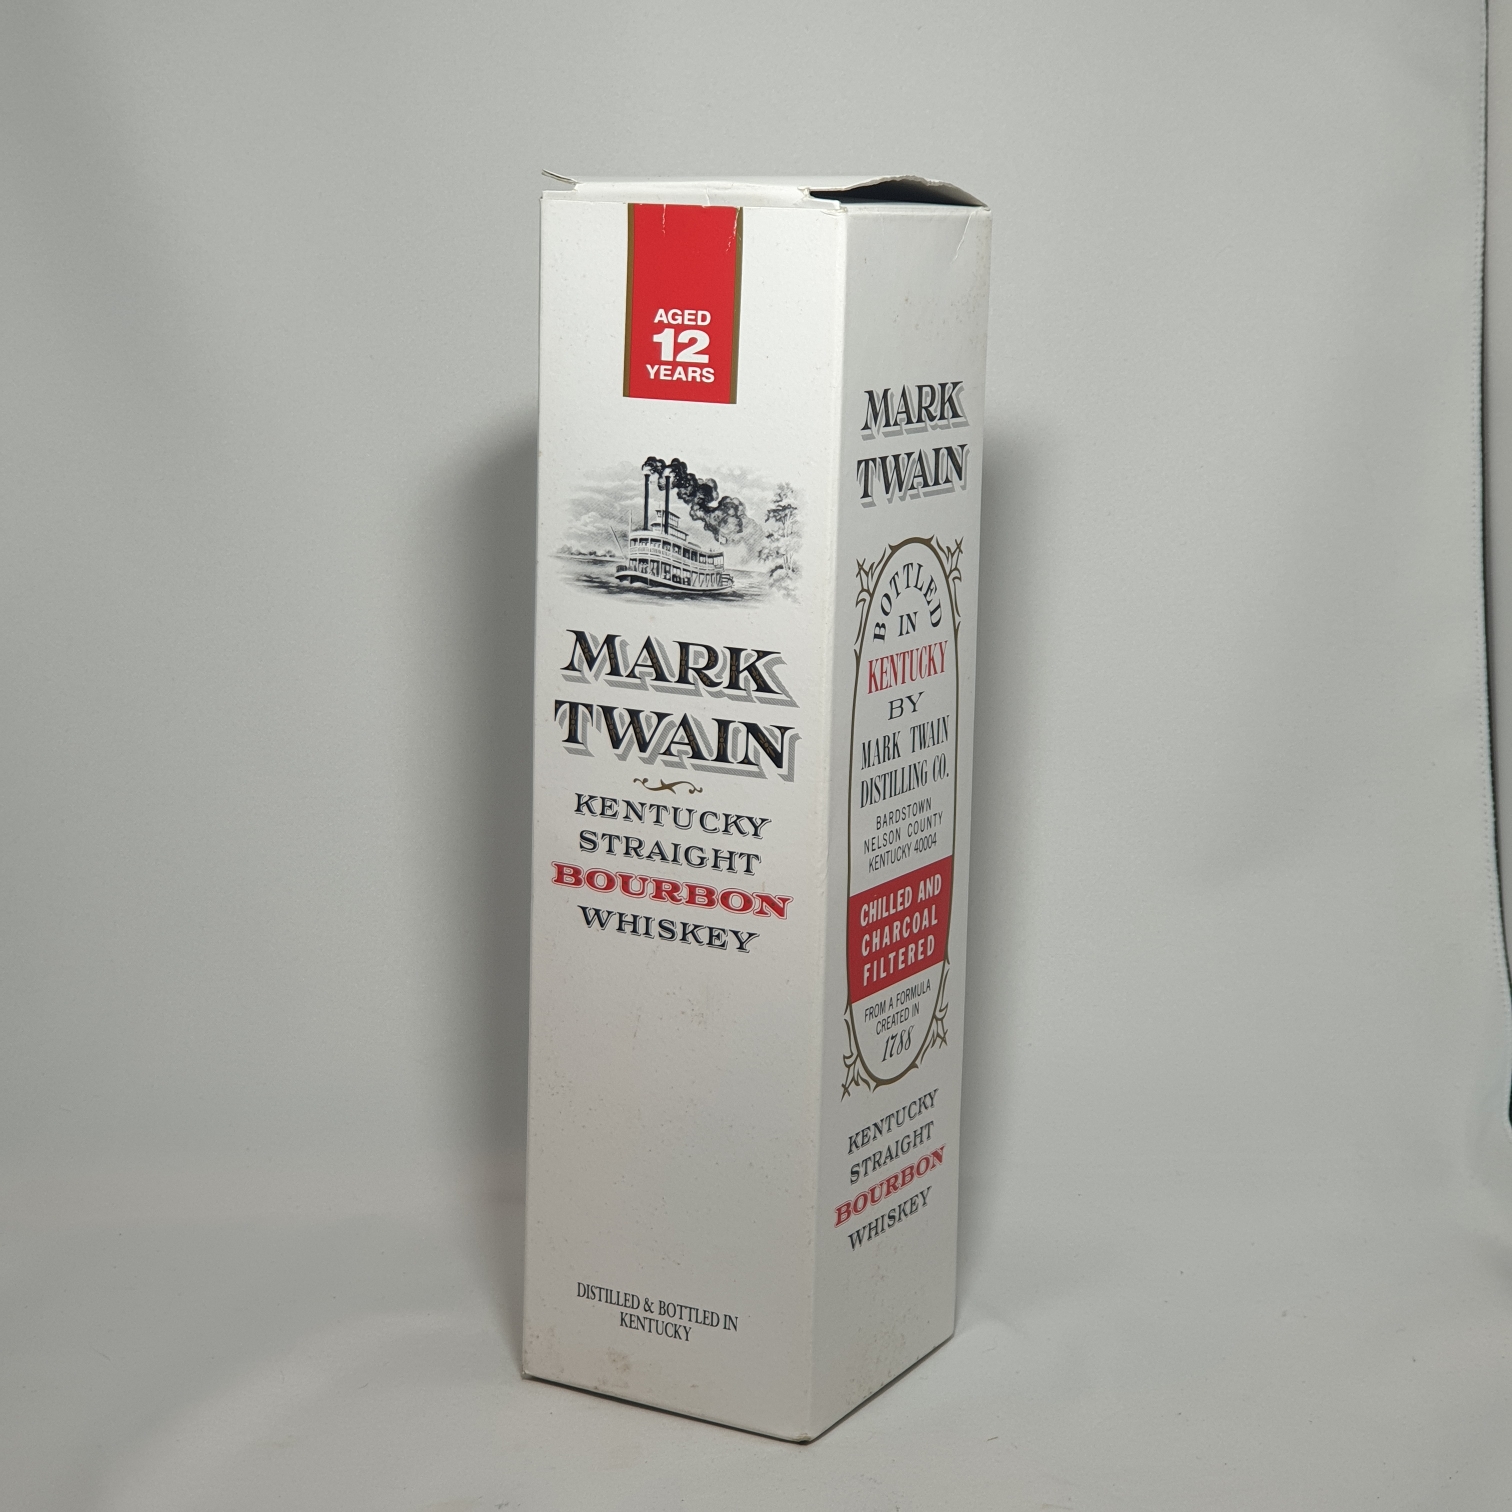 AGED
12
YEARS
MARK
TWAIN
KENTUCKY
STRAIGHT
BOURBON
WHISKEY
DISTILLED & BOTTLED IN
KENTUCKY
MARK
TWAIN
BOTTLED
IN
KENTUCKY
BY
MARK TWAIN
DISTILLING CO.
BARDSTOWN
NELSON COUNTY
KENTUCKY 40004
CHILLED AND
CHARCOAL
FILTERED
FROM A FORMULA
CREATED IN
1788
KENTUCKY
STRAIGHT
BOURBON
WHISKEY